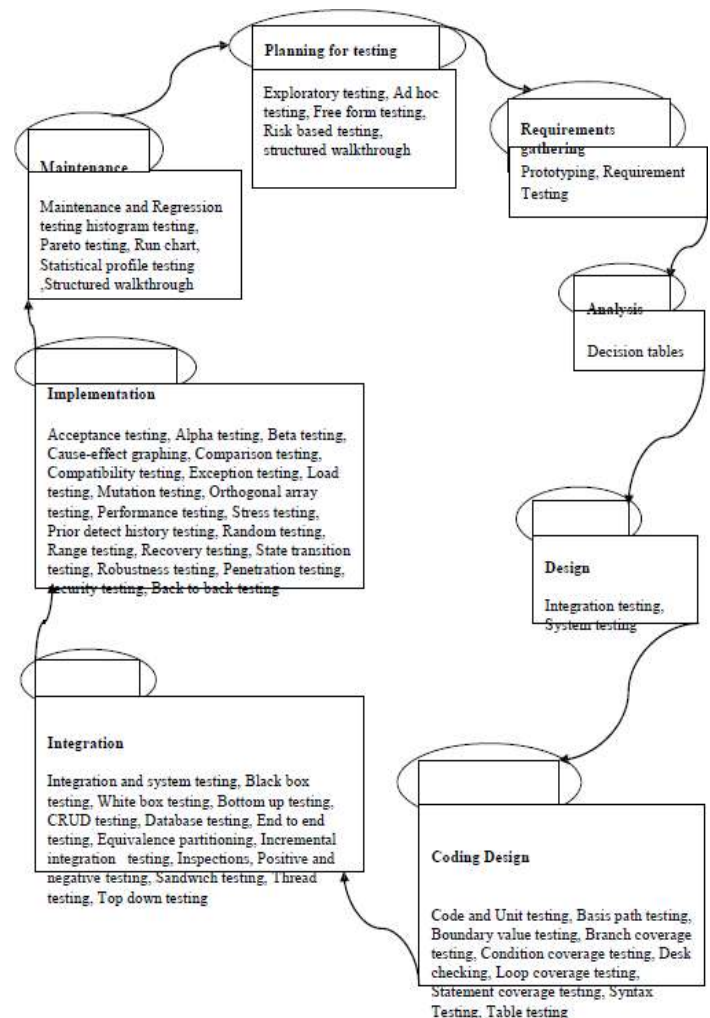 Planning for testing
Exploratory testing, Ad hoc
testing, Free form testing,
Risk based testing,
structured walkthrough
Requirements
gathering
Prototyping, Requirement
Testing
Analysis
Decision tables
Design
Integration testing,
System testing
Coding Design
Code and Unit testing, Basis path testing,
Boundary value testing, Branch coverage
testing, Condition coverage testing, Desk
checking, Loop coverage testing,
Statement coverage testing, Syntax
Testing, Table testing
Integration
Integration and system testing, Black box
testing, White box testing, Bottom up testing,
CRUD testing, Database testing, End to end
testing, Equivalence partitioning, Incremental
integration testing, Inspections, Positive and
negative testing, Sandwich testing, Thread
testing, Top down testing
Implementation
Acceptance testing, Alpha testing, Beta testing,
Cause-effect graphing, Comparison testing,
Compatibility testing, Exception testing, Load
testing, Mutation testing, Orthogonal array
testing, Performance testing, Stress testing,
Prior detect history testing, Random testing,
Range testing, Recovery testing, State transition
testing, Robustness testing, Penetration testing,
security testing, Back to back testing
Maintenance
Maintenance and Regression
testing histogram testing,
Pareto testing, Run chart,
Statistical profile testing
,Structured walkthrough